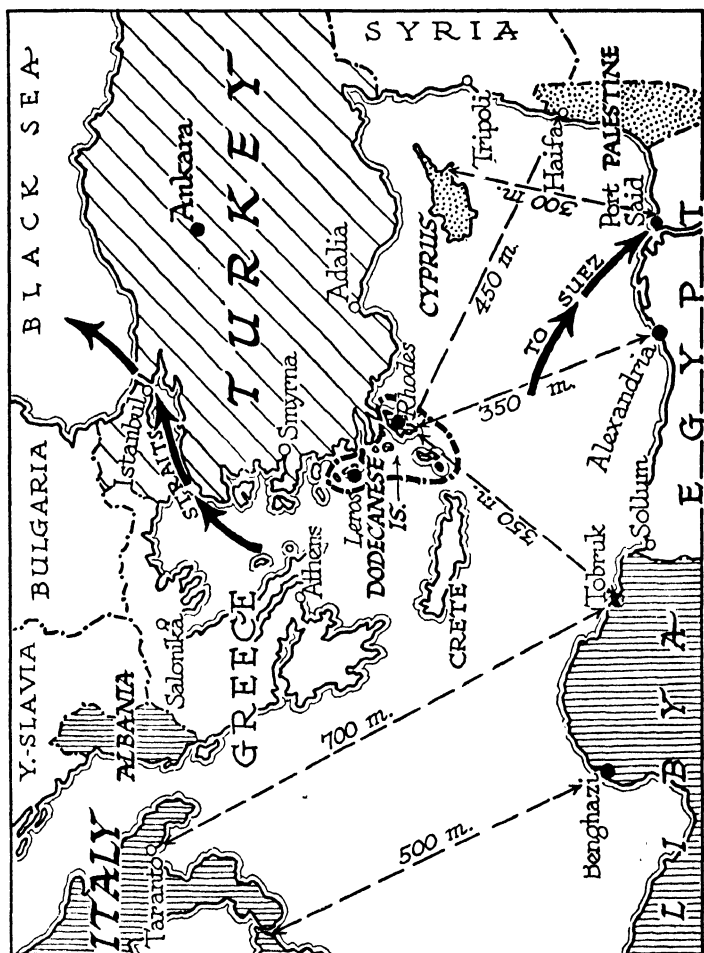 BLACK SEA
SYRIA
BULGARIA
Y.-SLAVIA
TURKEY
Ankara
Istanbul
STRAITS
Adalia
Smyrna
Tripoli
Haifa
PALESTINE
CYPRUS
300 m.
Port
Said
450 m.
TO SUEZ
Rhodes
350 m.
Alexandria
EGYPT
Leros
DODECANESE
IS.
350 m.
CRETE
Tobruk
Sollum
Athens
GREECE
Salonika
ALBANIA
ITALY
Taranto
700 m.
500 m.
Benghazi
LIBYA